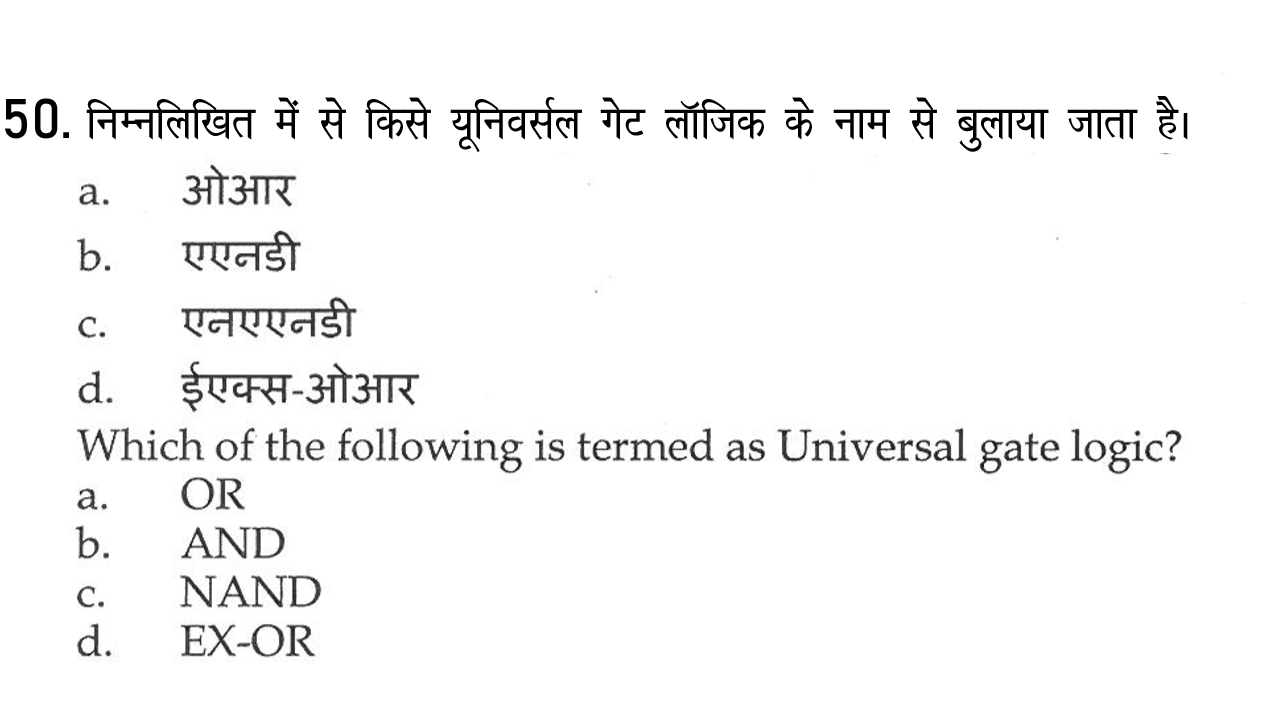 50. निम्नलिखित में से किसे यूनिवर्सल गेट लॉजिक के नाम से बुलाया जाता है।
a. ओआर
b. एएनडी
c. एनएएनडी
d. ईएक्स-ओआर
Which of the following is termed as Universal gate logic?
a. OR
b. AND
c. NAND
d. EX-OR